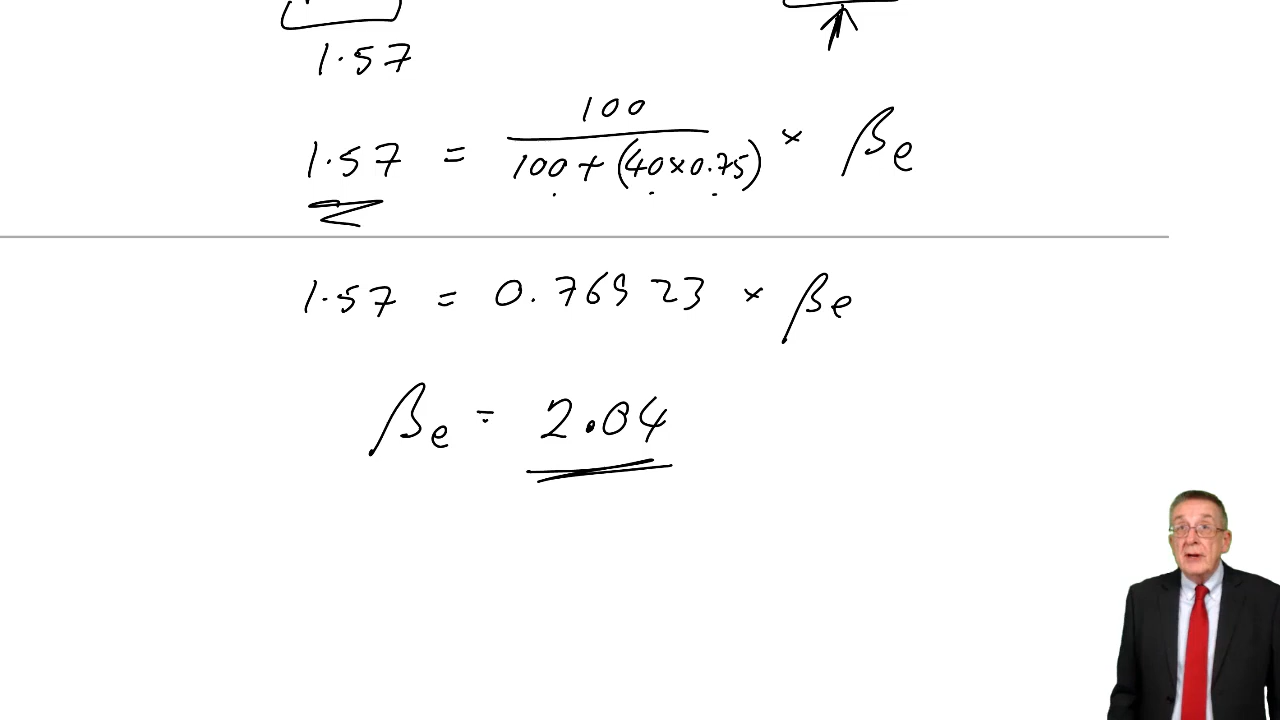 1.57
1.57 = 100 / 100 + (40 × 0.75) × βe
1.57 = 0.76923 × βe
βe = 2.04